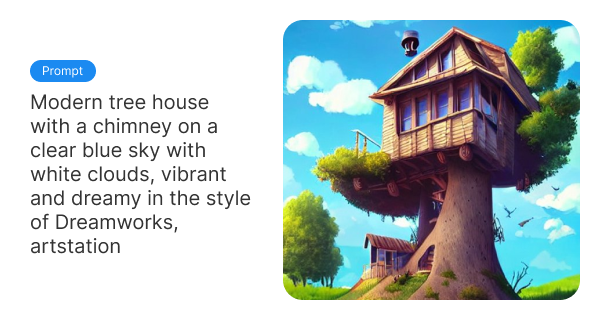 Prompt
Modern tree house
with a chimney on a
clear blue sky with
white clouds, vibrant
and dreamy in the style
of Dreamworks,
artstation